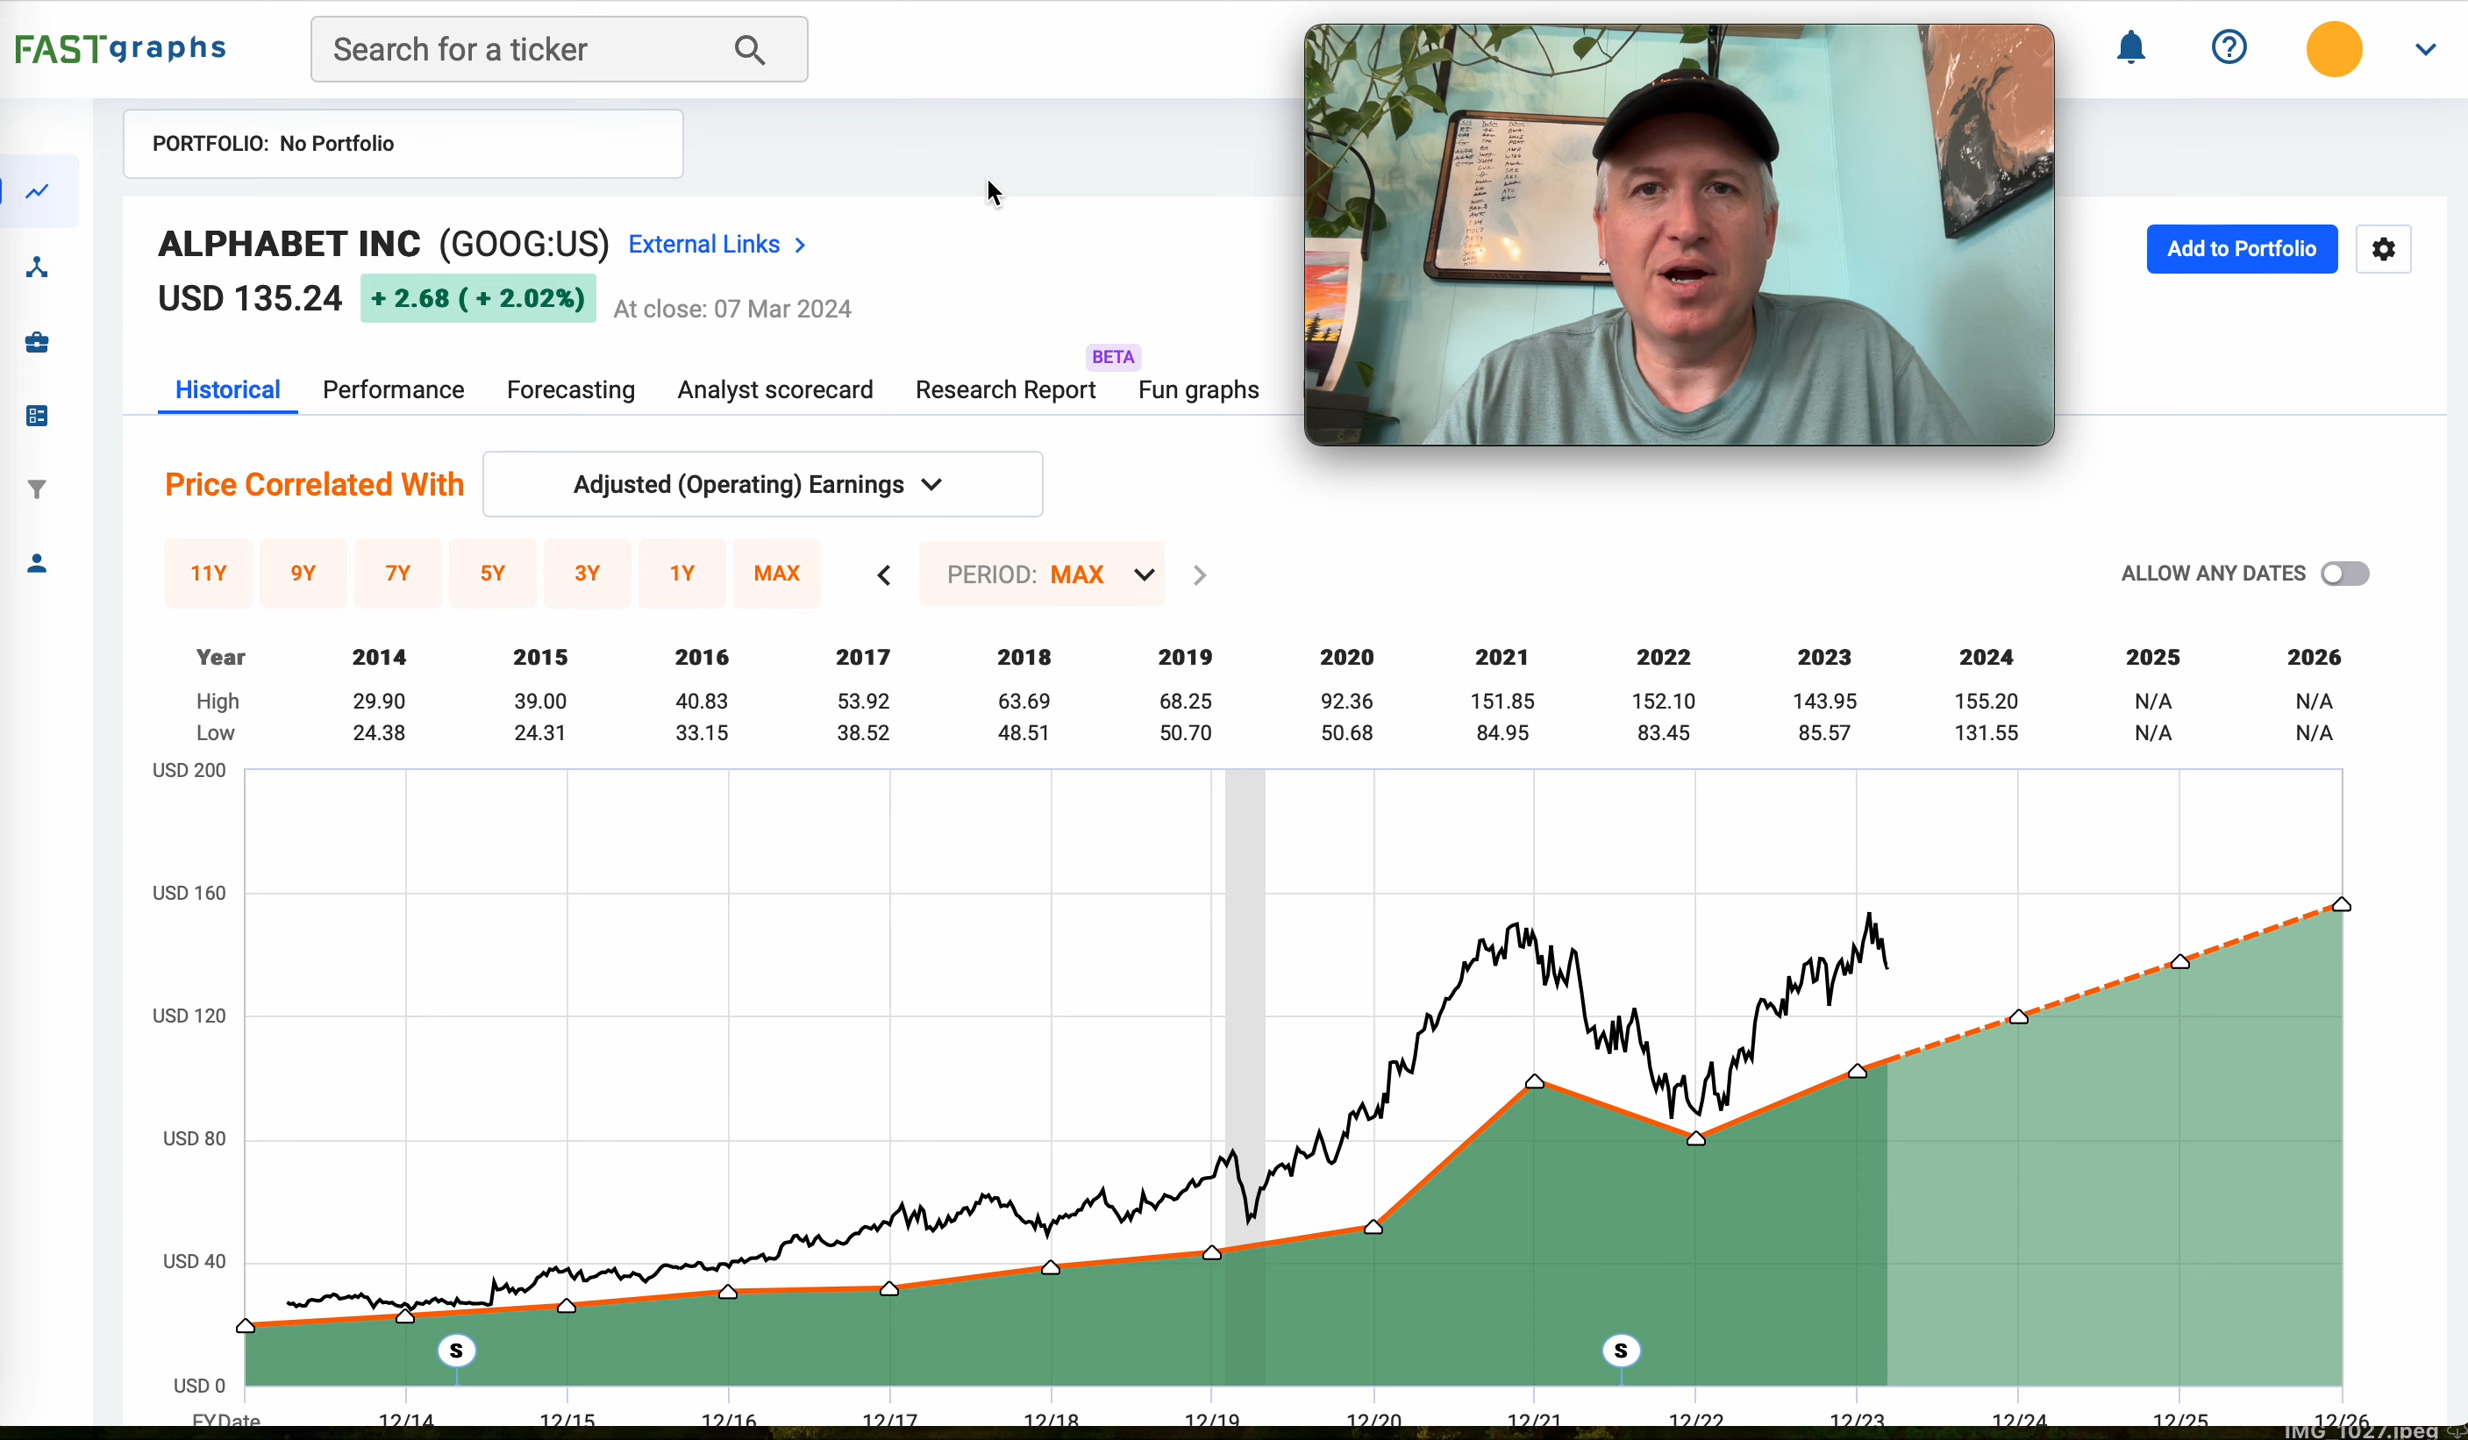 FASTgraphs
Search for a ticker
PORTFOLIO: No Portfolio
ALPHABET INC (GOOG:US) External Links
Add to Portfolio
USD 135.24 + 2.68 ( + 2.02%) At close: 07 Mar 2024
BETA
Historical Performance Forecasting Analyst scorecard Research Report Fun graphs
Price Correlated With Adjusted (Operating) Earnings
11Y 9Y 7Y 5Y 3Y 1Y MAX PERIOD: MAX ALLOW ANY DATES
Year 2014 2015 2016 2017 2018 2019 2020 2021 2022 2023 2024 2025 2026
High 29.90 39.00 40.83 53.92 63.69 68.25 92.36 151.85 152.10 143.95 155.20 N/A N/A
Low 24.38 24.31 33.15 38.52 48.51 50.70 50.68 84.95 83.45 85.57 131.55 N/A N/A
USD 200
USD 160
USD 120
USD 80
USD 40
S S
USD 0
FYDate 12/14 12/15 12/16 12/17 12/18 12/19 12/20 12/21 12/22 12/23 12/24 12/25 12/26
IMG_1027.jpeg